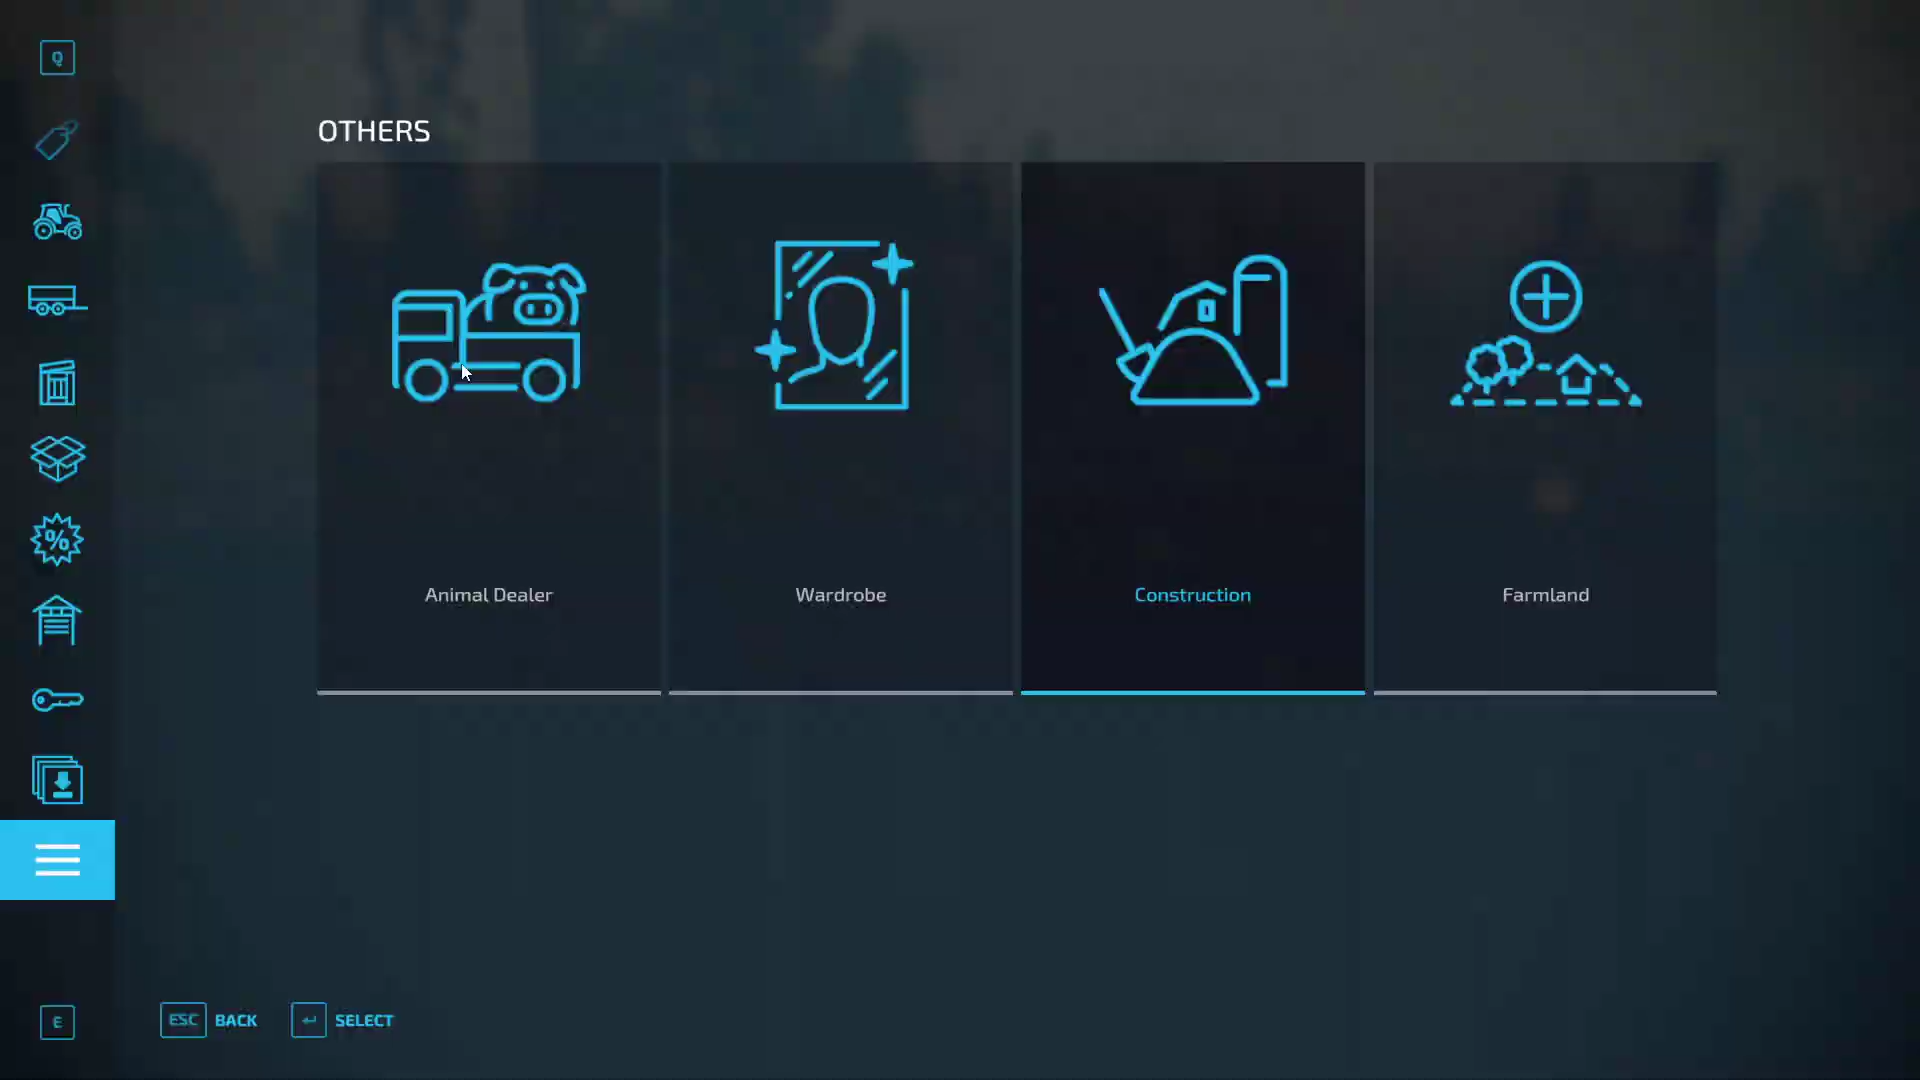 Q
OTHERS
%
Animal Dealer
Wardrobe
Construction
Farmland
E
ESC BACK
↵ SELECT